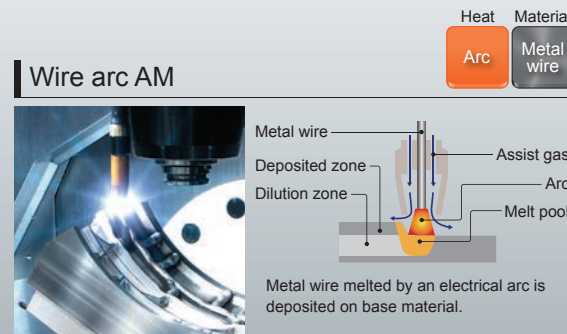 Heat Material
Arc
Metal
wire
Wire arc AM
Metal wire
Deposited zone
Dilution zone
Assist gas
Arc
Melt pool
Metal wire melted by an electrical arc is
deposited on base material.